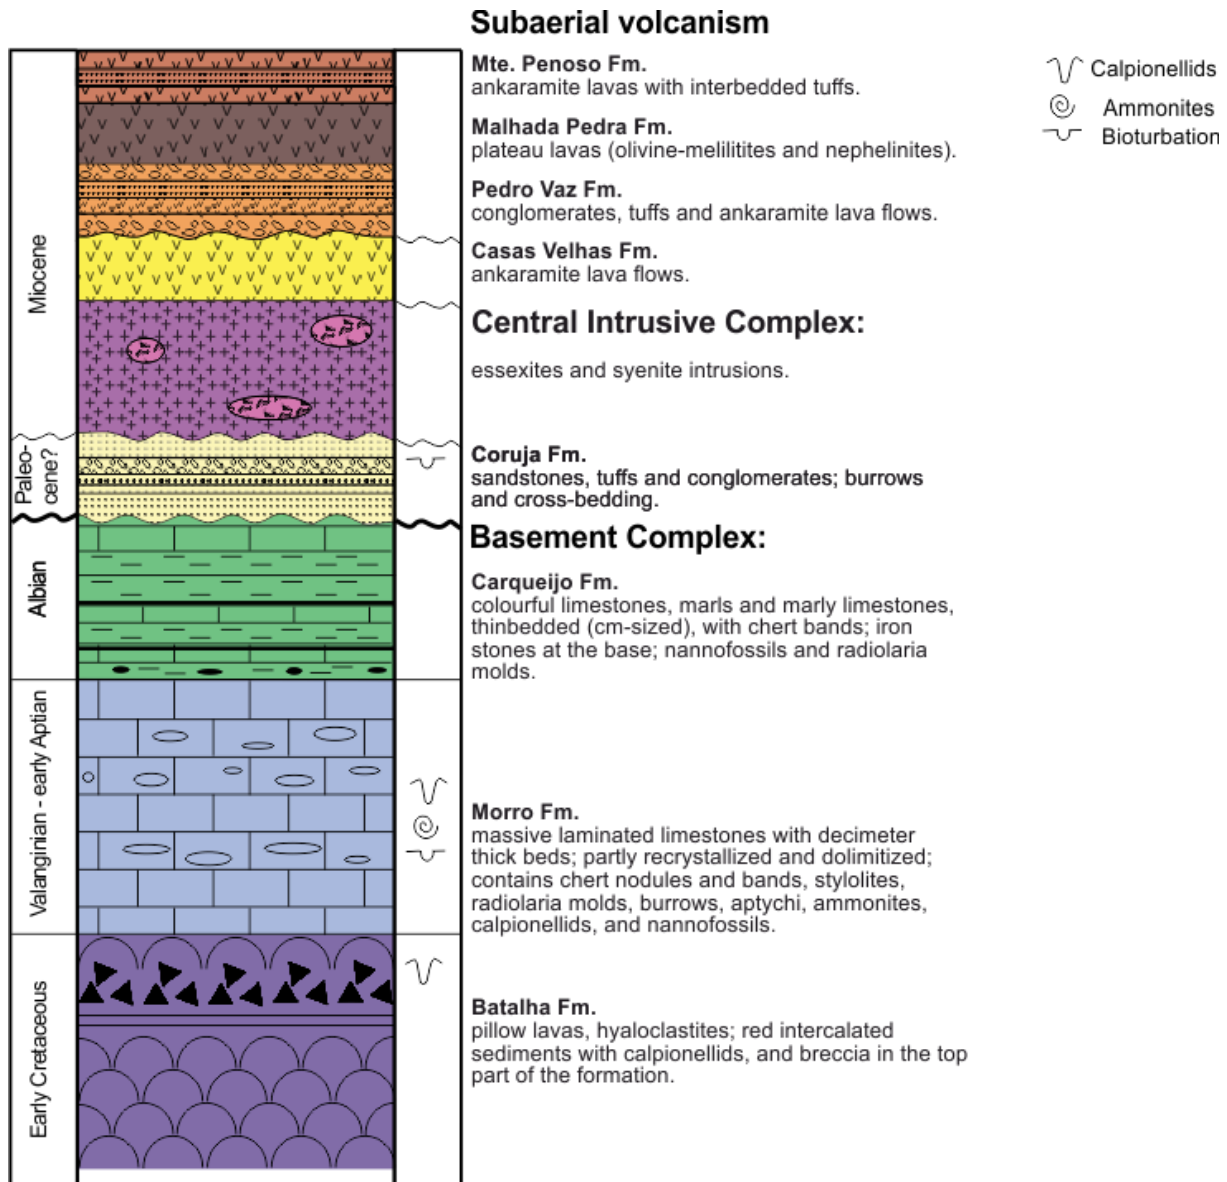 Subaerial volcanism
Mte. Penoso Fm.
ankaramite lavas with interbedded tuffs.
Malhada Pedra Fm.
plateau lavas (olivine-melilitites and nephelinites).
Pedro Vaz Fm.
conglomerates, tuffs and ankaramite lava flows.
Casas Velhas Fm.
ankaramite lava flows.
Central Intrusive Complex:
essexites and syenite intrusions.
Coruja Fm.
sandstones, tuffs and conglomerates; burrows
and cross-bedding.
Basement Complex:
Carqueijo Fm.
colourful limestones, marls and marly limestones,
thinbedded (cm-sized), with chert bands; iron
stones at the base; nannofossils and radiolaria
molds.
Morro Fm.
massive laminated limestones with decimeter
thick beds; partly recrystallized and dolimitized;
contains chert nodules and bands, stylolites,
radiolaria molds, burrows, aptychi, ammonites,
calpionellids, and nannofossils.
Batalha Fm.
pillow lavas, hyaloclastites; red intercalated
sediments with calpionellids, and breccia in the top
part of the formation.
Calpionellids
Ammonites
Bioturbation
Miocene
Paleo-
cene?
Albian
Valanginian - early Aptian
Early Cretaceous